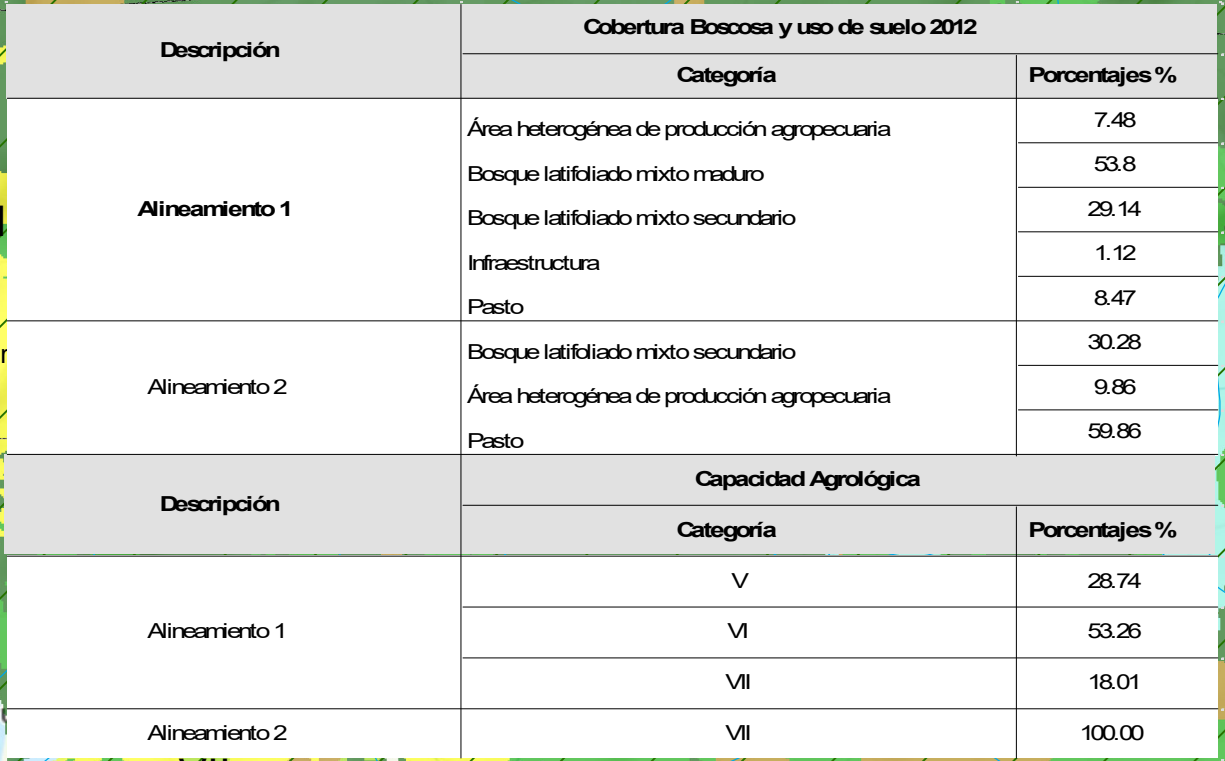 Descripción Cobertura Boscosa y uso de suelo 2012
Categoría Porcentajes %
Alineamiento 1
Área heterogénea de producción agropecuaria 7.48
Bosque latifoliado mixto maduro 53.8
Bosque latifoliado mixto secundario 29.14
Infraestructura 1.12
Pasto 8.47
Alineamiento 2
Bosque latifoliado mixto secundario 30.28
Área heterogénea de producción agropecuaria 9.86
Pasto 59.86
Descripción Capacidad Agrológica
Categoría Porcentajes %
Alineamiento 1
V 28.74
VI 53.26
VII 18.01
Alineamiento 2 VII 100.00